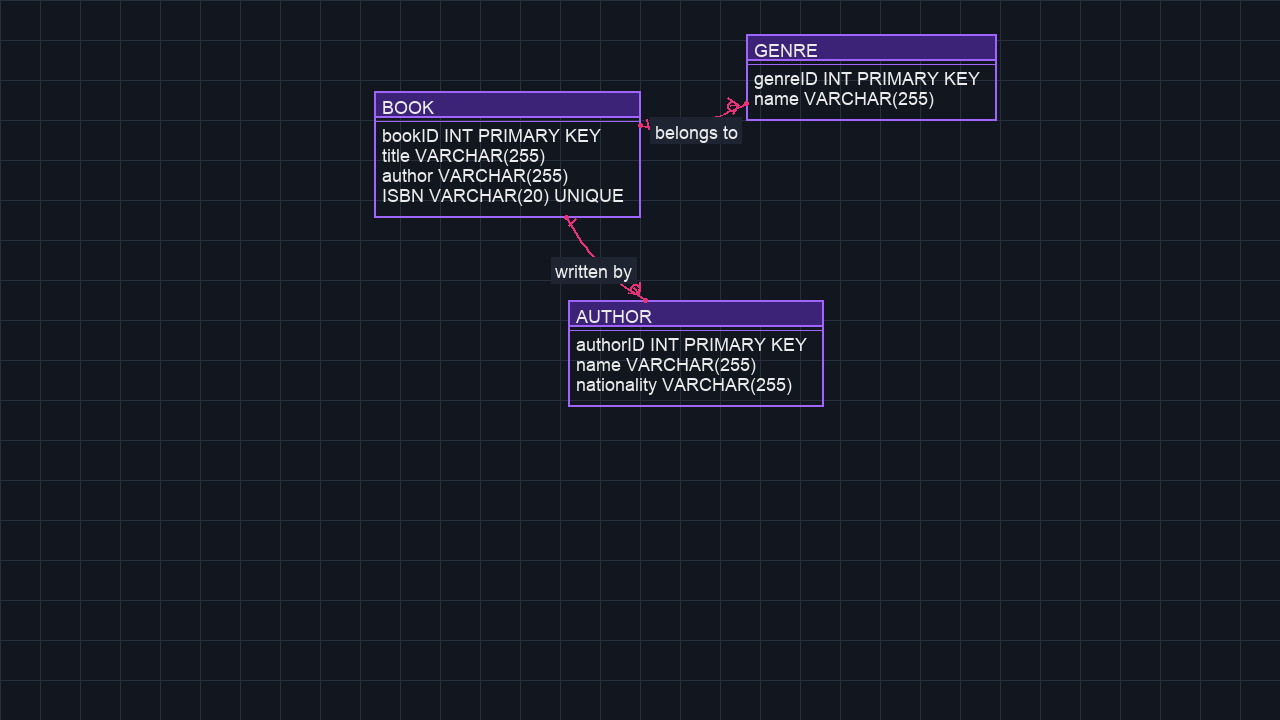 GENRE
genreID INT PRIMARY KEY
name VARCHAR(255)
BOOK
bookID INT PRIMARY KEY
title VARCHAR(255)
author VARCHAR(255)
ISBN VARCHAR(20) UNIQUE
belongs to
written by
AUTHOR
authorID INT PRIMARY KEY
name VARCHAR(255)
nationality VARCHAR(255)